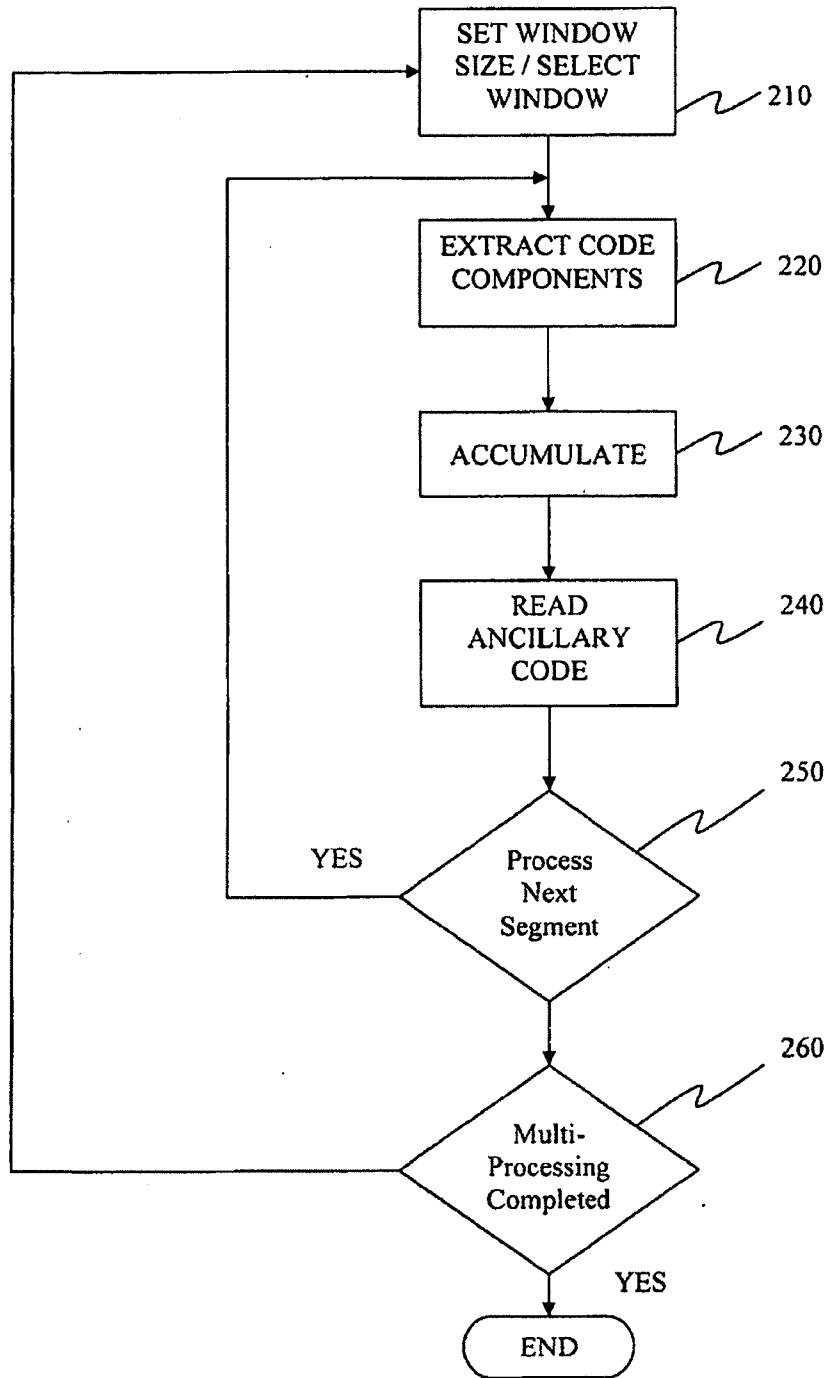 SET WINDOW
SIZE / SELECT
WINDOW
210
EXTRACT CODE
COMPONENTS
220
ACCUMULATE
230
READ
ANCILLARY
CODE
240
250
YES
Process
Next
Segment
260
Multi-
Processing
Completed
YES
END